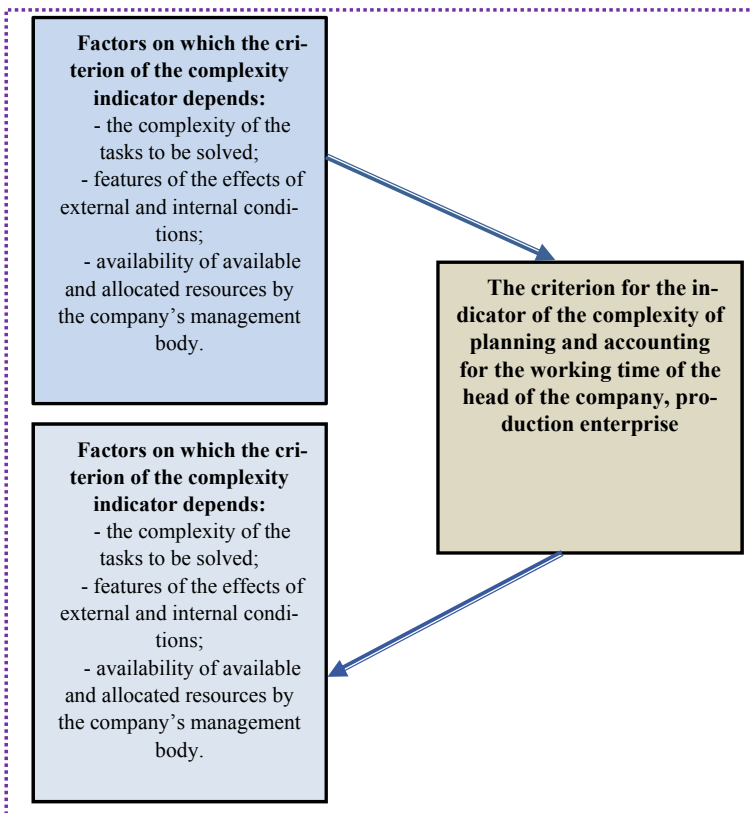 Factors on which the cri-
terion of the complexity
indicator depends:
- the complexity of the
tasks to be solved;
- features of the effects of
external and internal condi-
tions;
- availability of available
and allocated resources by
the company’s management
body.
The criterion for the in-
dicator of the complexity of
planning and accounting
for the working time of the
head of the company, pro-
duction enterprise
Factors on which the cri-
terion of the complexity
indicator depends:
- the complexity of the
tasks to be solved;
- features of the effects of
external and internal condi-
tions;
- availability of available
and allocated resources by
the company’s management
body.